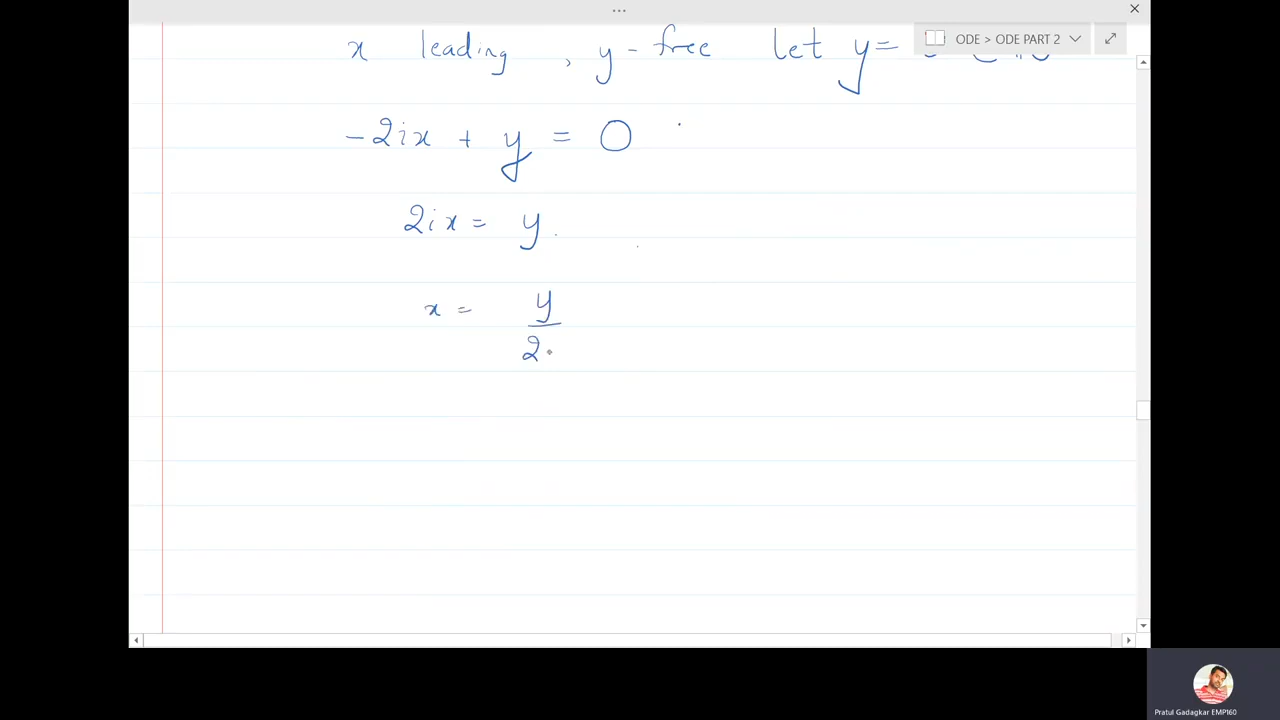 ODE > ODE PART 2
x leading , y - free let y =
- 2ix + y = 0
2ix = y
x = y
2
Pratul Gadagkar EMP160